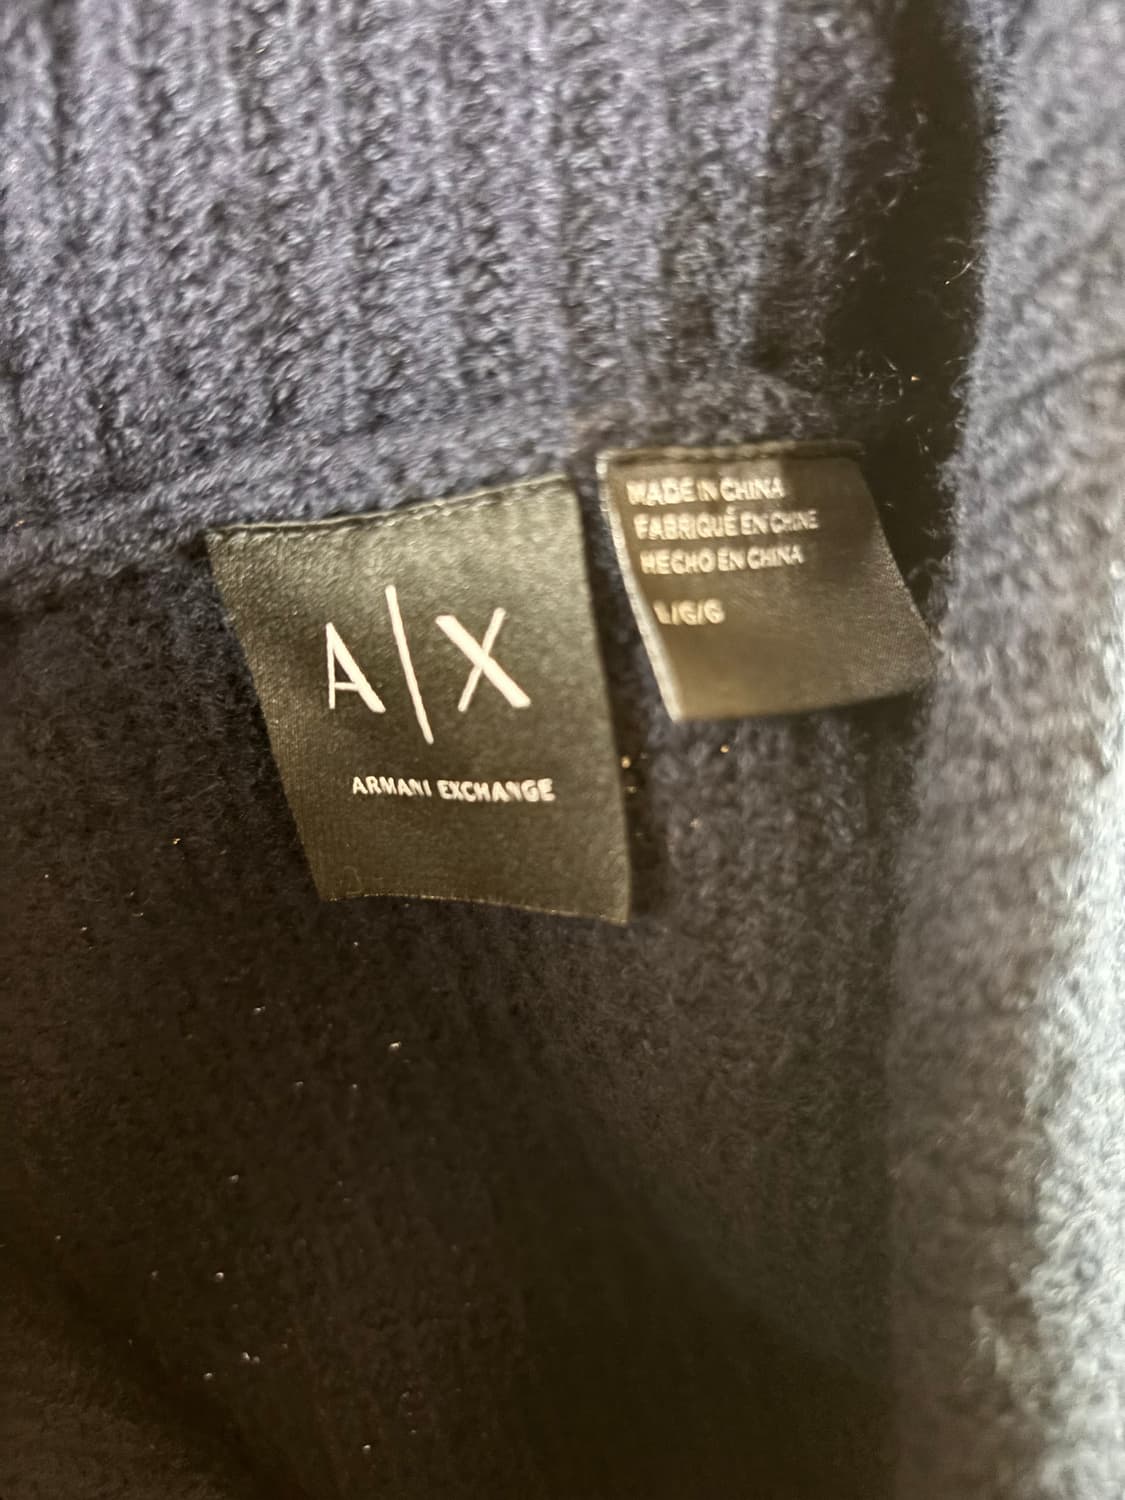 A/X
ARMANI EXCHANGE
MADE IN CHINA
FABRIQUÉ EN CHINE
HECHO EN CHINA
L/G/G